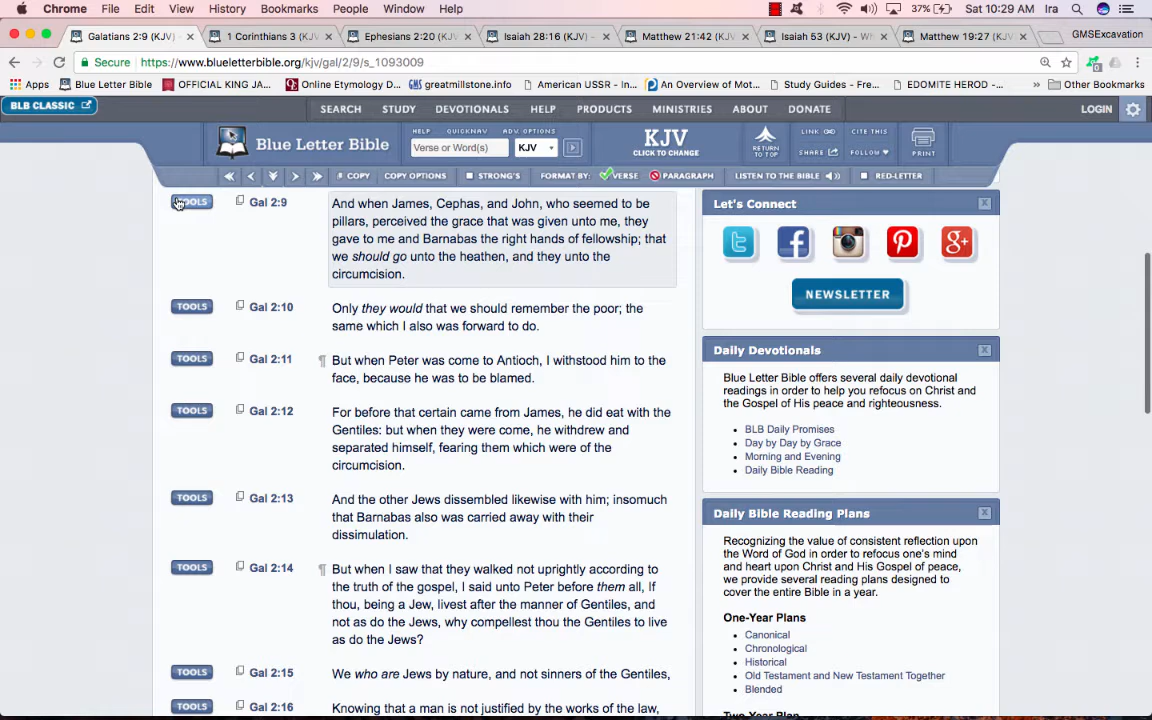 Chrome File Edit View History Bookmarks People Window Help 37% Sat 10:29 AM Ira
Galatians 2:9 (KJV) - 1 Corinthians 3 (KJV Ephesians 2:20 (KJV) - Isaiah 28:16 (KJV) - Matthew 21:42 (KJV) Isaiah 53 (KJV) - W Matthew 19:27 (KJV) GMSExcavation
Secure https://www.blueletterbible.org/kjv/gal/2/9/s_1093009
Apps Blue Letter Bible OFFICIAL KING JA... Online Etymology D... greatmillstone.info American USSR - In... An Overview of Mot... Study Guides - Fre... EDOMITE HEROD -... » Other Bookmarks
BLB CLASSIC SEARCH STUDY DEVOTIONALS HELP PRODUCTS MINISTRIES ABOUT DONATE LOGIN
Blue Letter Bible
HELP QUICKNAV ADV. OPTIONS
Verse or Word(s) KJV
KJV
CLICK TO CHANGE
RETURN
TO TOP
LINK CITE THIS
SHARE FOLLOW
PRINT
COPY COPY OPTIONS STRONG'S FORMAT BY: VERSE PARAGRAPH LISTEN TO THE BIBLE RED-LETTER
TOOLS Gal 2:9 And when James, Cephas, and John, who seemed to be
pillars, perceived the grace that was given unto me, they
gave to me and Barnabas the right hands of fellowship; that
we should go unto the heathen, and they unto the
circumcision.
TOOLS Gal 2:10 Only they would that we should remember the poor; the
same which I also was forward to do.
TOOLS Gal 2:11 ¶ But when Peter was come to Antioch, I withstood him to the
face, because he was to be blamed.
TOOLS Gal 2:12 For before that certain came from James, he did eat with the
Gentiles: but when they were come, he withdrew and
separated himself, fearing them which were of the
circumcision.
TOOLS Gal 2:13 And the other Jews dissembled likewise with him; insomuch
that Barnabas also was carried away with their
dissimulation.
TOOLS Gal 2:14 ¶ But when I saw that they walked not uprightly according to
the truth of the gospel, I said unto Peter before them all, If
thou, being a Jew, livest after the manner of Gentiles, and
not as do the Jews, why compellest thou the Gentiles to live
as do the Jews?
TOOLS Gal 2:15 We who are Jews by nature, and not sinners of the Gentiles,
TOOLS Gal 2:16 Knowing that a man is not justified by the works of the law,
Let's Connect
NEWSLETTER
Daily Devotionals
Blue Letter Bible offers several daily devotional
readings in order to help you refocus on Christ and
the Gospel of His peace and righteousness.
BLB Daily Promises
Day by Day by Grace
Morning and Evening
Daily Bible Reading
Daily Bible Reading Plans
Recognizing the value of consistent reflection upon
the Word of God in order to refocus one's mind
and heart upon Christ and His Gospel of peace,
we provide several reading plans designed to
cover the entire Bible in a year.
One-Year Plans
Canonical
Chronological
Historical
Old Testament and New Testament Together
Blended
Two-Year Plan